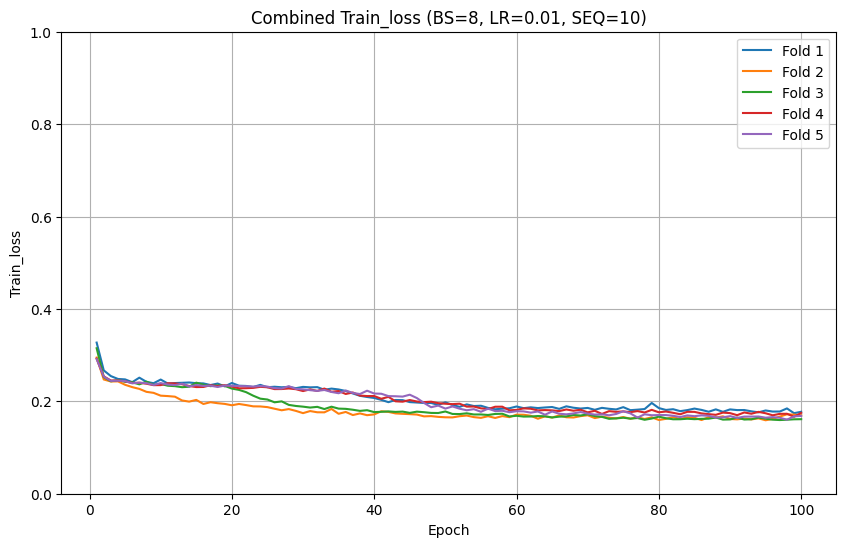 Combined Train_loss (BS=8, LR=0.01, SEQ=10)
1.0
0.8
0.6
0.4
0.2
0.0
Train_loss
0
20
40
60
80
100
Epoch
Fold 1
Fold 2
Fold 3
Fold 4
Fold 5